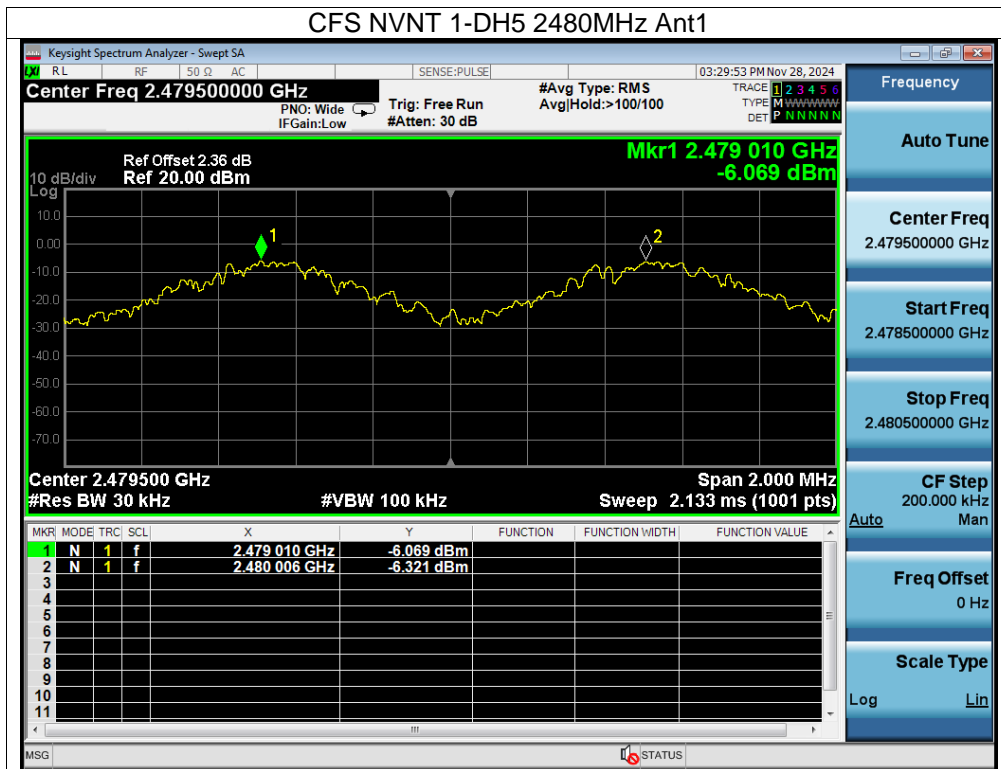 CFS NVNT 1-DH5 2480MHz Ant1
Keysight Spectrum Analyzer - Swept SA
LXI RL RF 50 Ω AC SENSE:PULSE 03:29:53 PM Nov 28, 2024
Center Freq 2.479500000 GHz
PNO: Wide
IFGain:Low
Trig: Free Run
#Atten: 30 dB
#Avg Type: RMS
Avg|Hold:>100/100
TRACE 1 2 3 4 5 6
TYPE M WWWWW
DET P N N N N N
Mkr1 2.479 010 GHz
-6.069 dBm
Ref Offset 2.36 dB
10 dB/div Ref 20.00 dBm
Log
10.0
0.00
-10.0
-20.0
-30.0
-40.0
-50.0
-60.0
-70.0
1
2
Center 2.479500 GHz Span 2.000 MHz
#Res BW 30 kHz #VBW 100 kHz Sweep 2.133 ms (1001 pts)
MKR MODE TRC SCL X Y FUNCTION FUNCTION WIDTH FUNCTION VALUE
1 N 1 f 2.479 010 GHz -6.069 dBm
2 N 1 f 2.480 006 GHz -6.321 dBm
3
4
5
6
7
8
9
10
11
MSG STATUS
Frequency
Auto Tune
Center Freq
2.479500000 GHz
Start Freq
2.478500000 GHz
Stop Freq
2.480500000 GHz
CF Step
200.000 kHz
Auto Man
Freq Offset
0 Hz
Scale Type
Log Lin